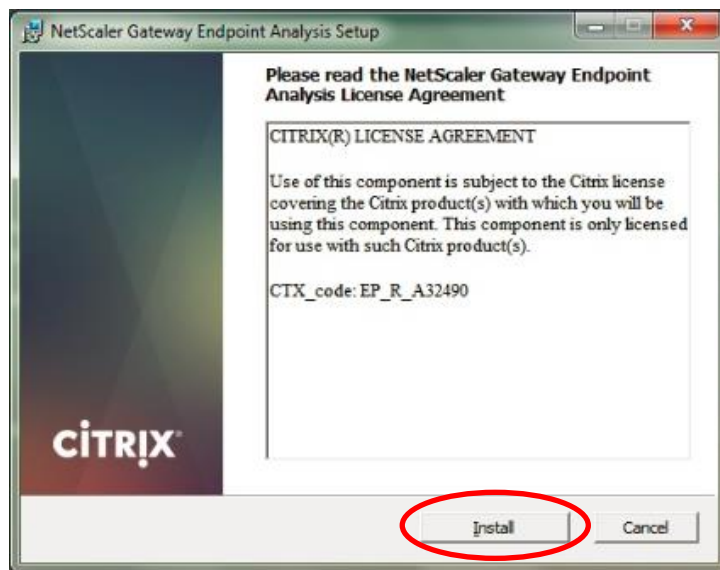 NetScaler Gateway Endpoint Analysis Setup
Please read the NetScaler Gateway Endpoint
Analysis License Agreement
CITRIX(R) LICENSE AGREEMENT
Use of this component is subject to the Citrix license
covering the Citrix product(s) with which you will be
using this component. This component is only licensed
for use with such Citrix product(s).
CTX_code: EP_R_A32490
CITRIX
Install
Cancel